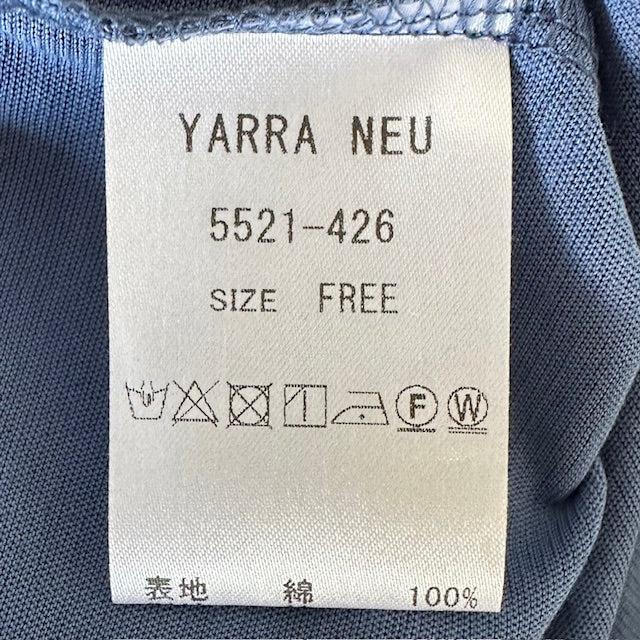 YARRA NEU
5521-426
SIZE FREE
F W
表地 綿 100%